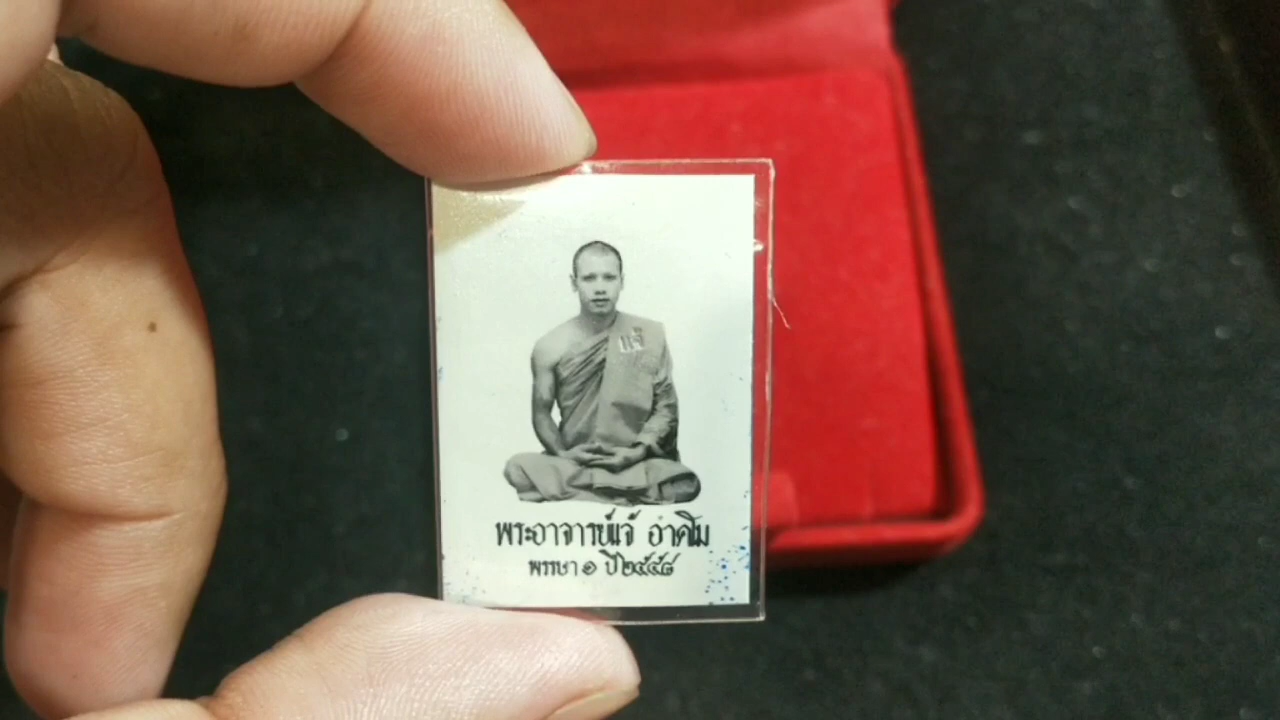 พระอาจารย์แจ้ อาคโม
พรรษา ๑ ปี๒๕๕๘